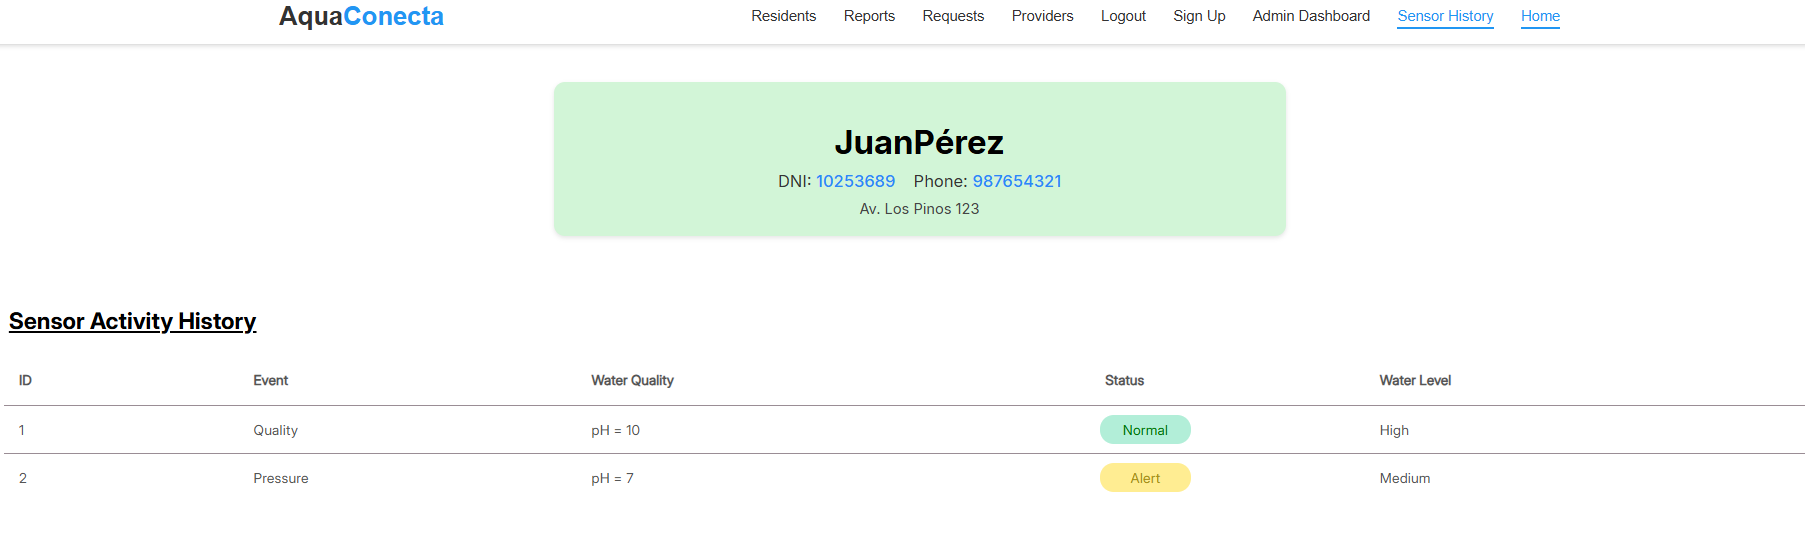 AquaConecta Residents Reports Requests Providers Logout Sign Up Admin Dashboard Sensor History Home
JuanPérez
DNI: 10253689 Phone: 987654321
Av. Los Pinos 123
Sensor Activity History
ID Event Water Quality Status Water Level
1 Quality pH = 10 Normal High
2 Pressure pH = 7 Alert Medium